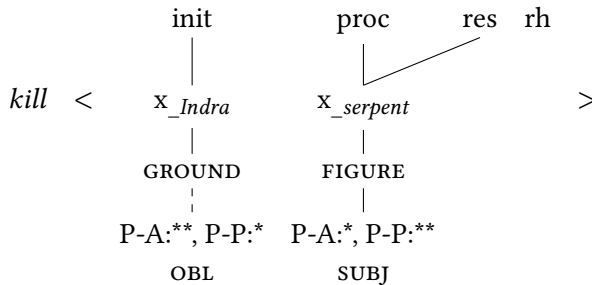 init proc res rh
kill < x_Indra x_serpent >
GROUND FIGURE
P-A:**, P-P:* P-A:*, P-P:**
OBL SUBJ